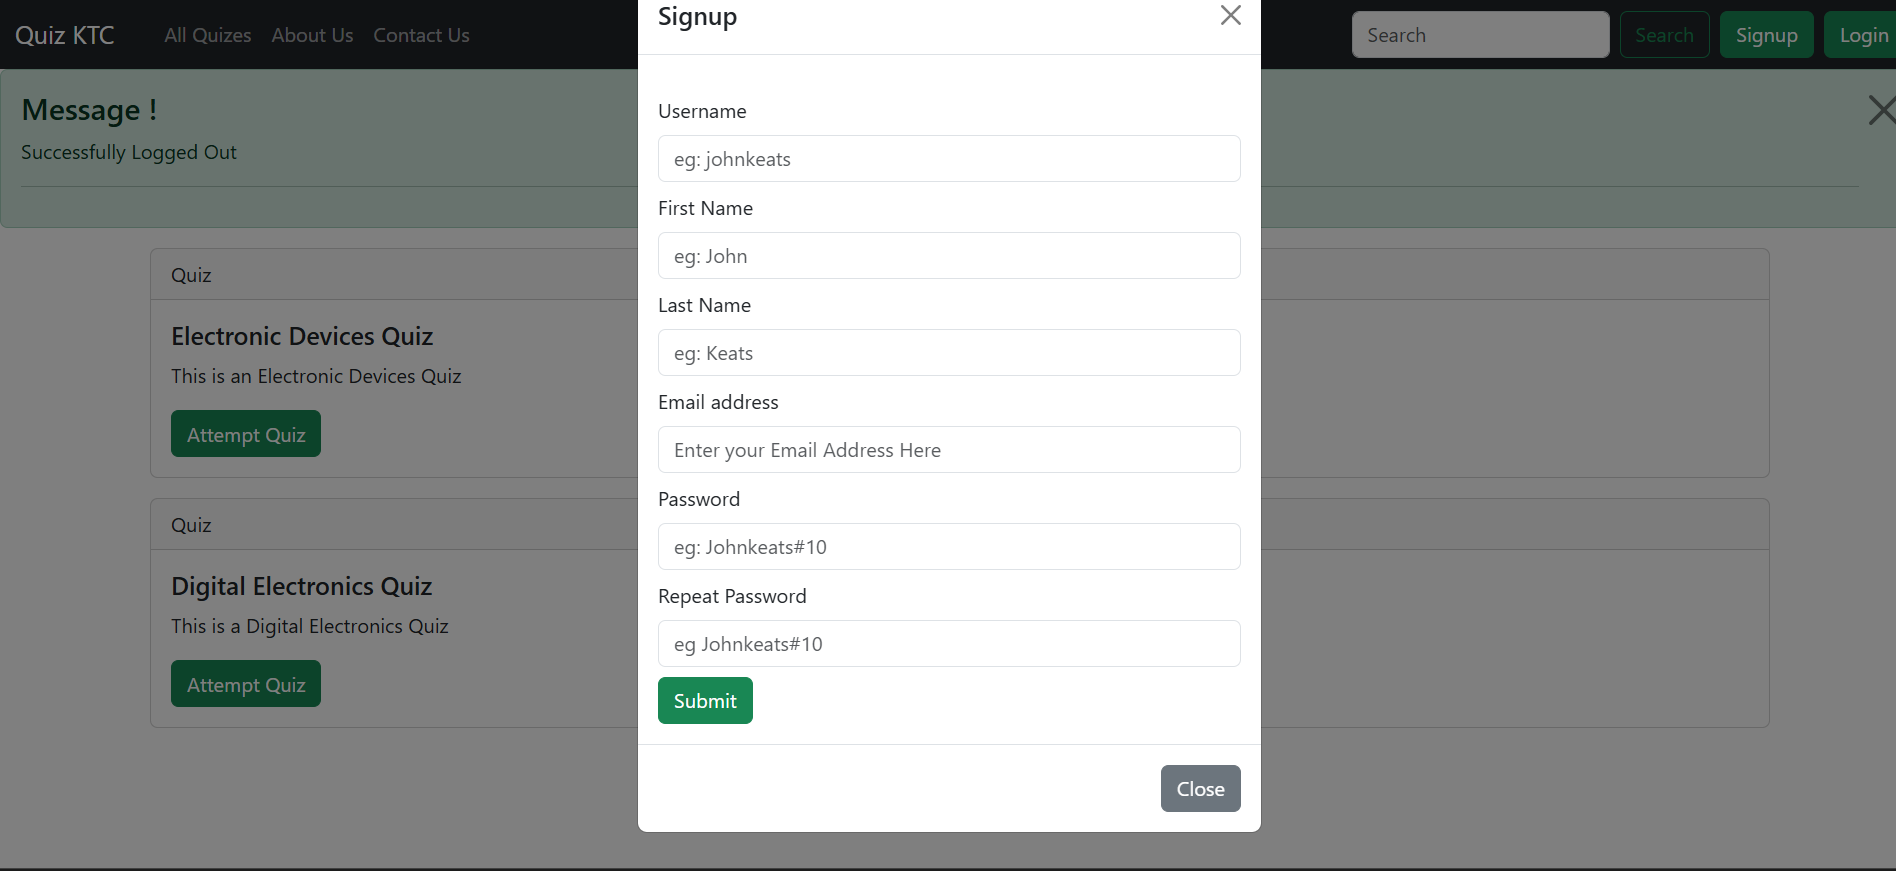 Quiz KTC
All Quizes
About Us
Contact Us
Search
Search
Signup
Login
Message !
Successfully Logged Out
Quiz
Electronic Devices Quiz
This is an Electronic Devices Quiz
Attempt Quiz
Quiz
Digital Electronics Quiz
This is a Digital Electronics Quiz
Attempt Quiz
Signup
Username
eg: johnkeats
First Name
eg: John
Last Name
eg: Keats
Email address
Enter your Email Address Here
Password
eg: Johnkeats#10
Repeat Password
eg Johnkeats#10
Submit
Close